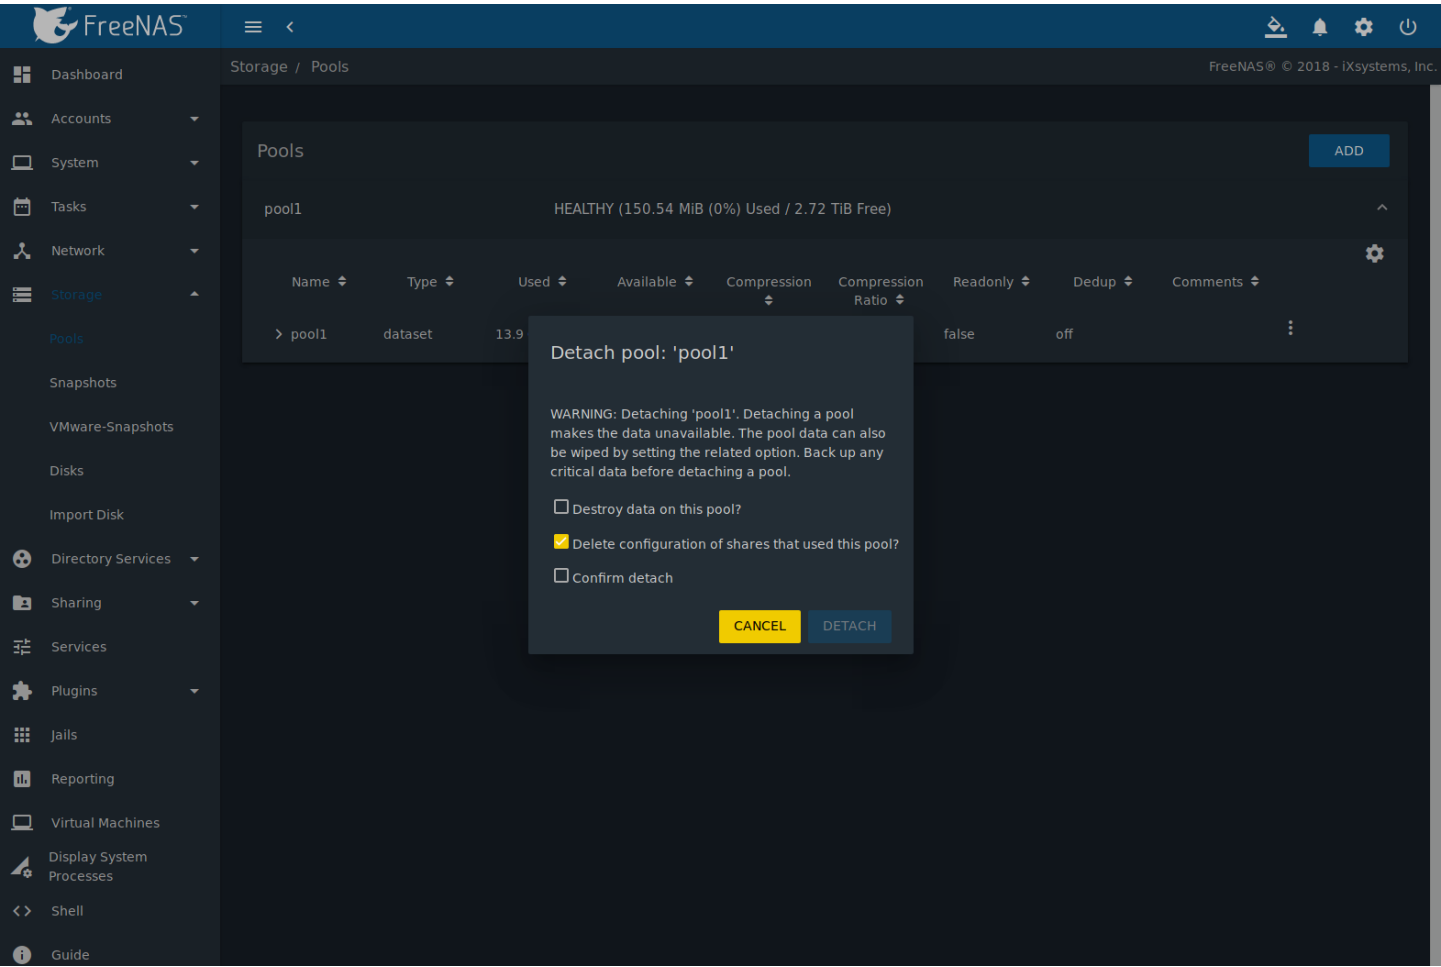 FreeNAS
Storage / Pools
FreeNAS® © 2018 - iXsystems, Inc.
Dashboard
Accounts
System
Tasks
Network
Storage
Pools
Snapshots
VMware-Snapshots
Disks
Import Disk
Directory Services
Sharing
Services
Plugins
Jails
Reporting
Virtual Machines
Display System
Processes
Shell
Guide
Pools
ADD
pool1 HEALTHY (150.54 MiB (0%) Used / 2.72 TiB Free)
Name Type Used Available Compression Compression Readonly Dedup Comments
Ratio
pool1 dataset 13.9 false off
Detach pool: 'pool1'
WARNING: Detaching 'pool1'. Detaching a pool
makes the data unavailable. The pool data can also
be wiped by setting the related option. Back up any
critical data before detaching a pool.
Destroy data on this pool?
Delete configuration of shares that used this pool?
Confirm detach
CANCEL DETACH